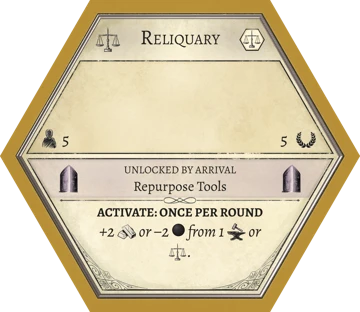 RELIQUARY
5 5
UNLOCKED BY ARRIVAL
Repurpose Tools
ACTIVATE: ONCE PER ROUND
+2 or –2 from 1 or
.